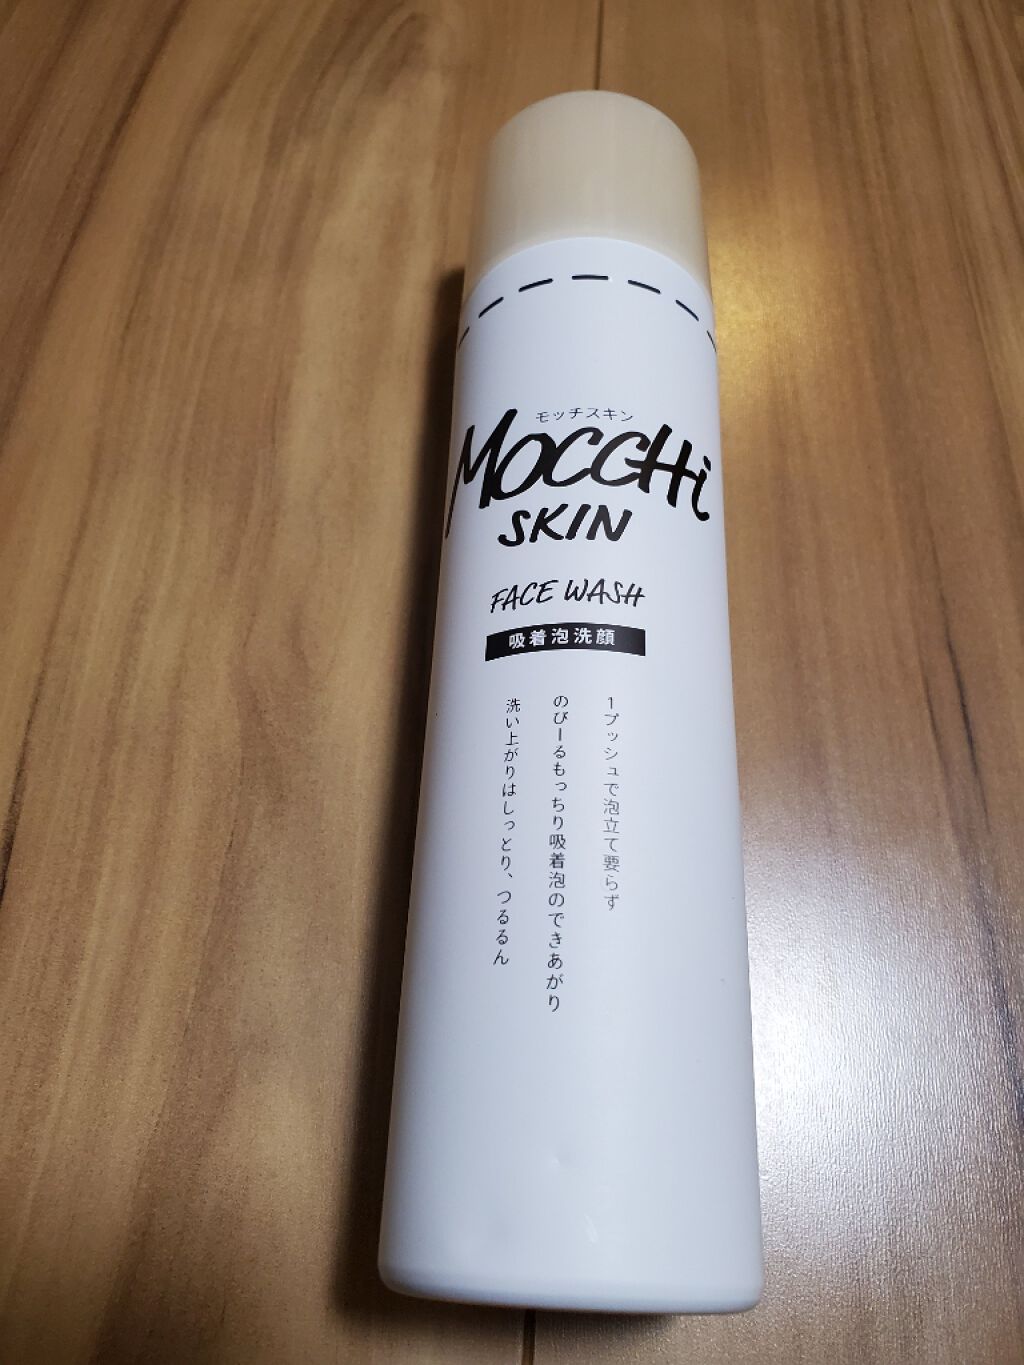 モッチスキン
MOCCHi
SKIN
FACE WASH
吸着泡洗顔
1プッシュで泡立て要らず
のびーるもっちり吸着泡のできあがり
洗い上がりはしっとり、つるるん